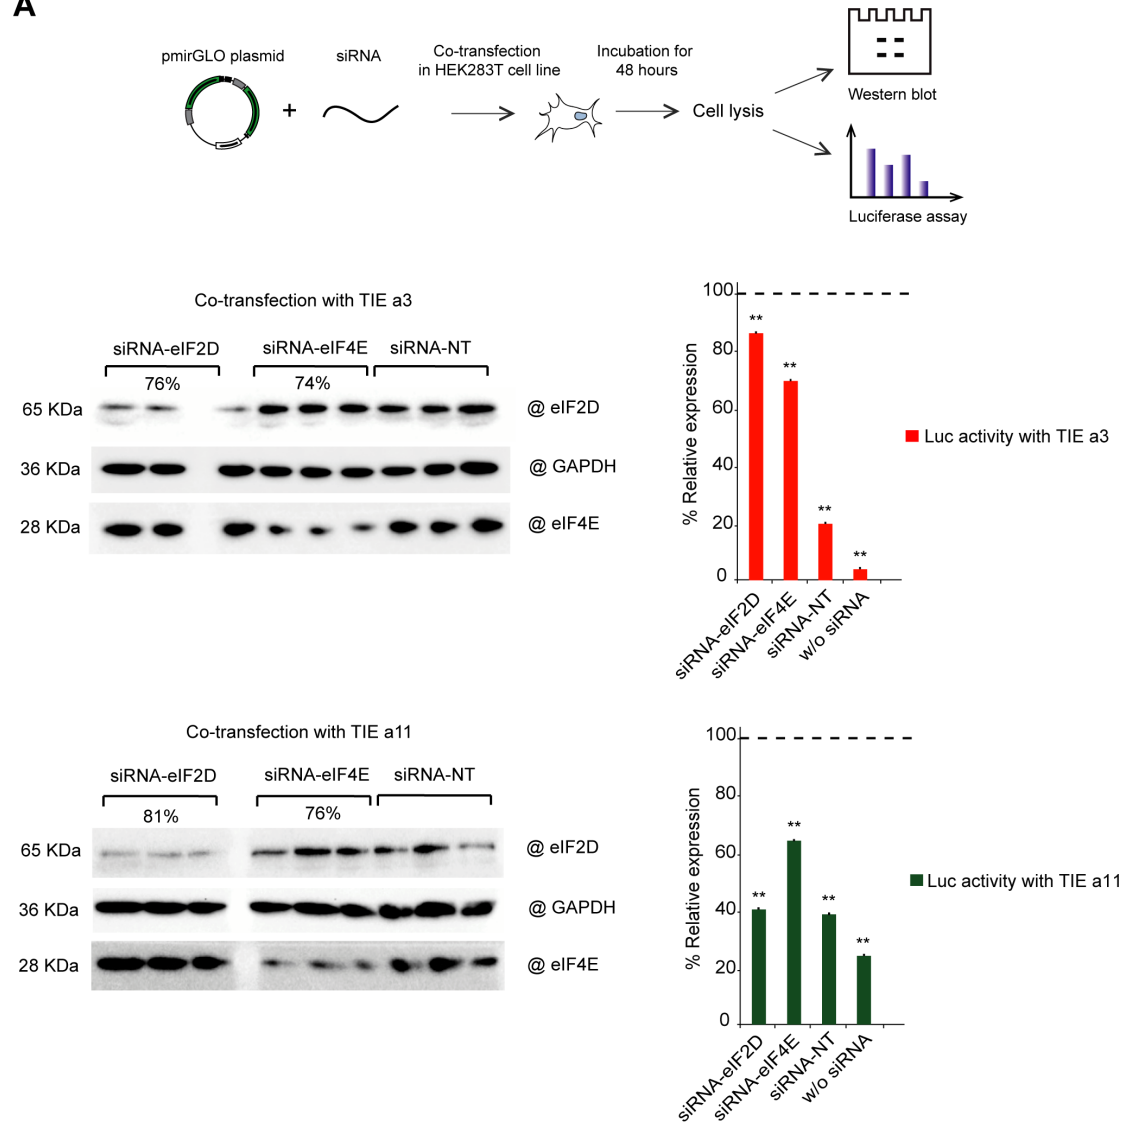 A
pmirGLO plasmid
+
siRNA
Co-transfection
in HEK283T cell line
Incubation for
48 hours
Cell lysis
Western blot
Luciferase assay
Co-transfection with TIE a3
siRNA-eIF2D
siRNA-eIF4E
siRNA-NT
76%
74%
65 KDa
@ eIF2D
36 KDa
@ GAPDH
28 KDa
@ eIF4E
% Relative expression
100
80
60
40
20
0
**
**
**
**
siRNA-eIF2D
siRNA-eIF4E
siRNA-NT
w/o siRNA
Luc activity with TIE a3
Co-transfection with TIE a11
siRNA-eIF2D
siRNA-eIF4E
siRNA-NT
81%
76%
65 KDa
@ eIF2D
36 KDa
@ GAPDH
28 KDa
@ eIF4E
% Relative expression
100
80
60
40
20
0
**
**
**
**
siRNA-eIF2D
siRNA-eIF4E
siRNA-NT
w/o siRNA
Luc activity with TIE a11